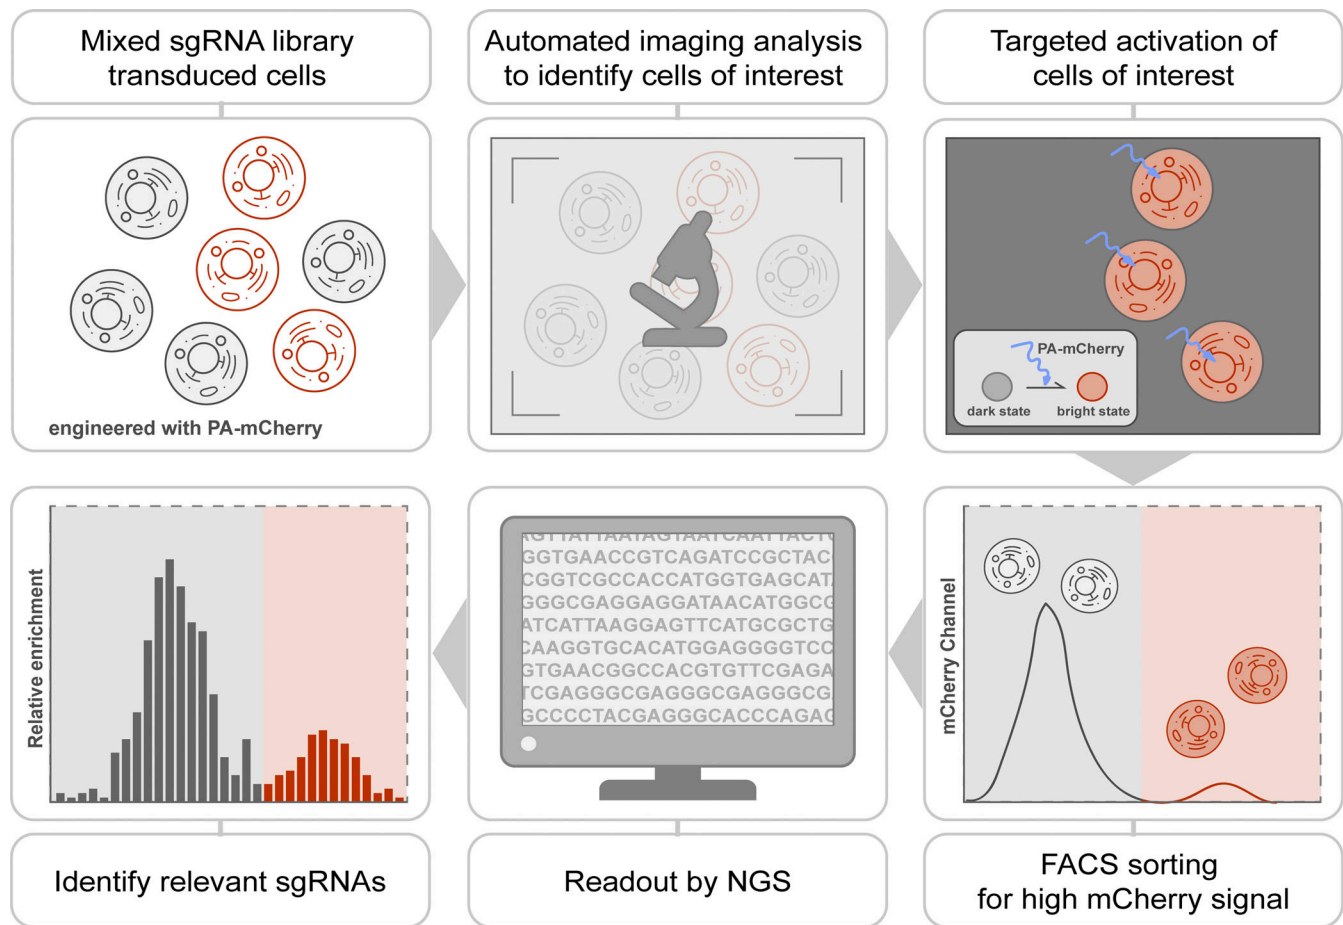 Mixed sgRNA library
transduced cells
Automated imaging analysis
to identify cells of interest
Targeted activation of
cells of interest
engineered with PA-mCherry
PA-mCherry
dark state
bright state
Relative enrichment
AGTTATTAATAGTAATCAATTACTG
GGTGAACCGTCAGATCCGCTAC
CGGTCGCCACCATGGTGAGCATA
GGGCGAGGAGGATAACATGGCG
ATCATTAAGGAGTTCATGCGCTG
CAAGGTGCACATGGAGGGGTCC
GTGAACGGCCACGTGTTCGAGA
TCGAGGGCGAGGGCGAGGGCG
GCCCCTACGAGGGCACCCAGAC
mCherry Channel
Identify relevant sgRNAs
Readout by NGS
FACS sorting
for high mCherry signal